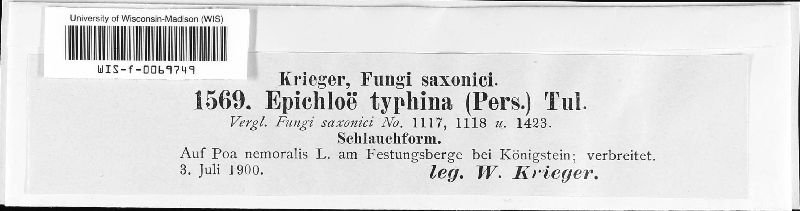 University of Wisconsin-Madison (WIS)
WIS-f-0069749
Krieger, Fungi saxonici.
1569. Epichloë typhina (Pers.) Tul.
Vergl. Fungi saxonici No. 1117, 1118 u. 1423.
Schlauchform.
Auf Poa nemoralis L. am Festungsberge bei Königstein; verbreitet.
3. Juli 1900. leg. W. Krieger.